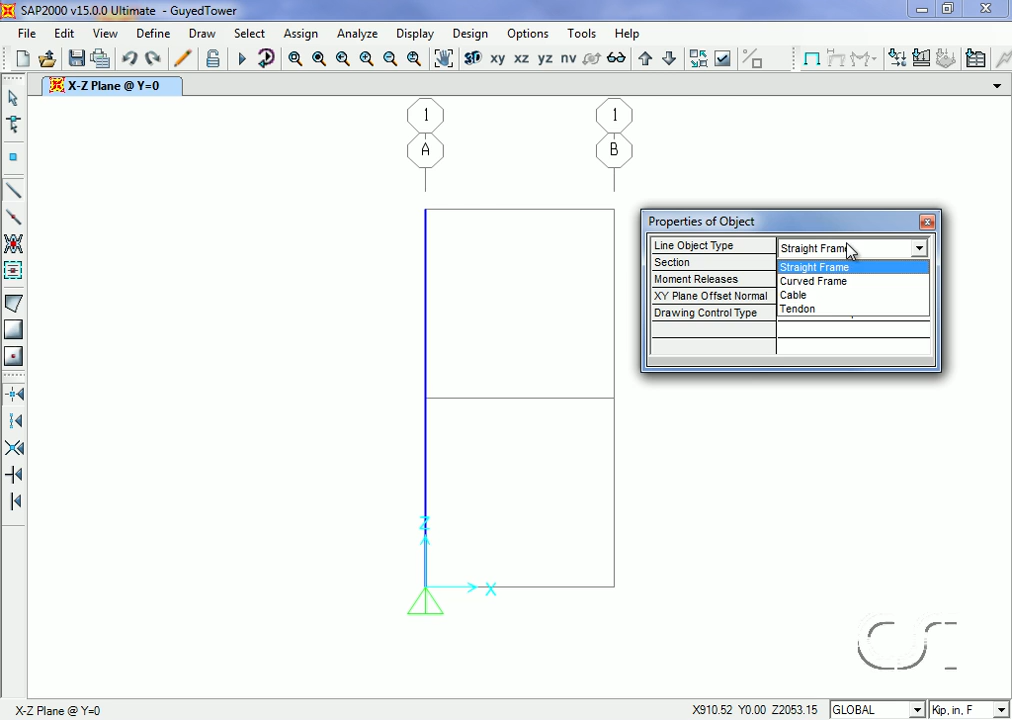 SAP2000 v15.0.0 Ultimate - GuyedTower
File Edit View Define Draw Select Assign Analyze Display Design Options Tools Help
3D xy xz yz nv
X-Z Plane @ Y=0
1 1
A B
Properties of Object
Line Object Type Straight Frame
Section Straight Frame
Moment Releases Curved Frame
XY Plane Offset Normal Cable
Drawing Control Type Tendon
Z
X
CSI
X-Z Plane @ Y=0 X910.52 Y0.00 Z2053.15 GLOBAL Kip, in, F